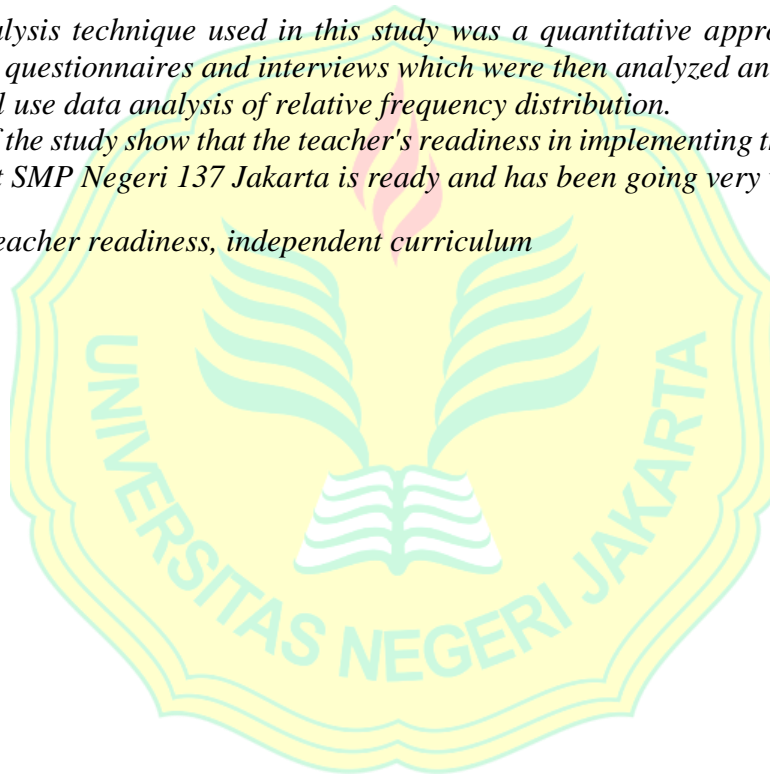 alysis technique used in this study was a quantitative appro
questionnaires and interviews which were then analyzed an
l use data analysis of relative frequency distribution.
f the study show that the teacher's readiness in implementing th
t SMP Negeri 137 Jakarta is ready and has been going very
eacher readiness, independent curriculum
UNIVERSITAS NEGERI JAKARTA